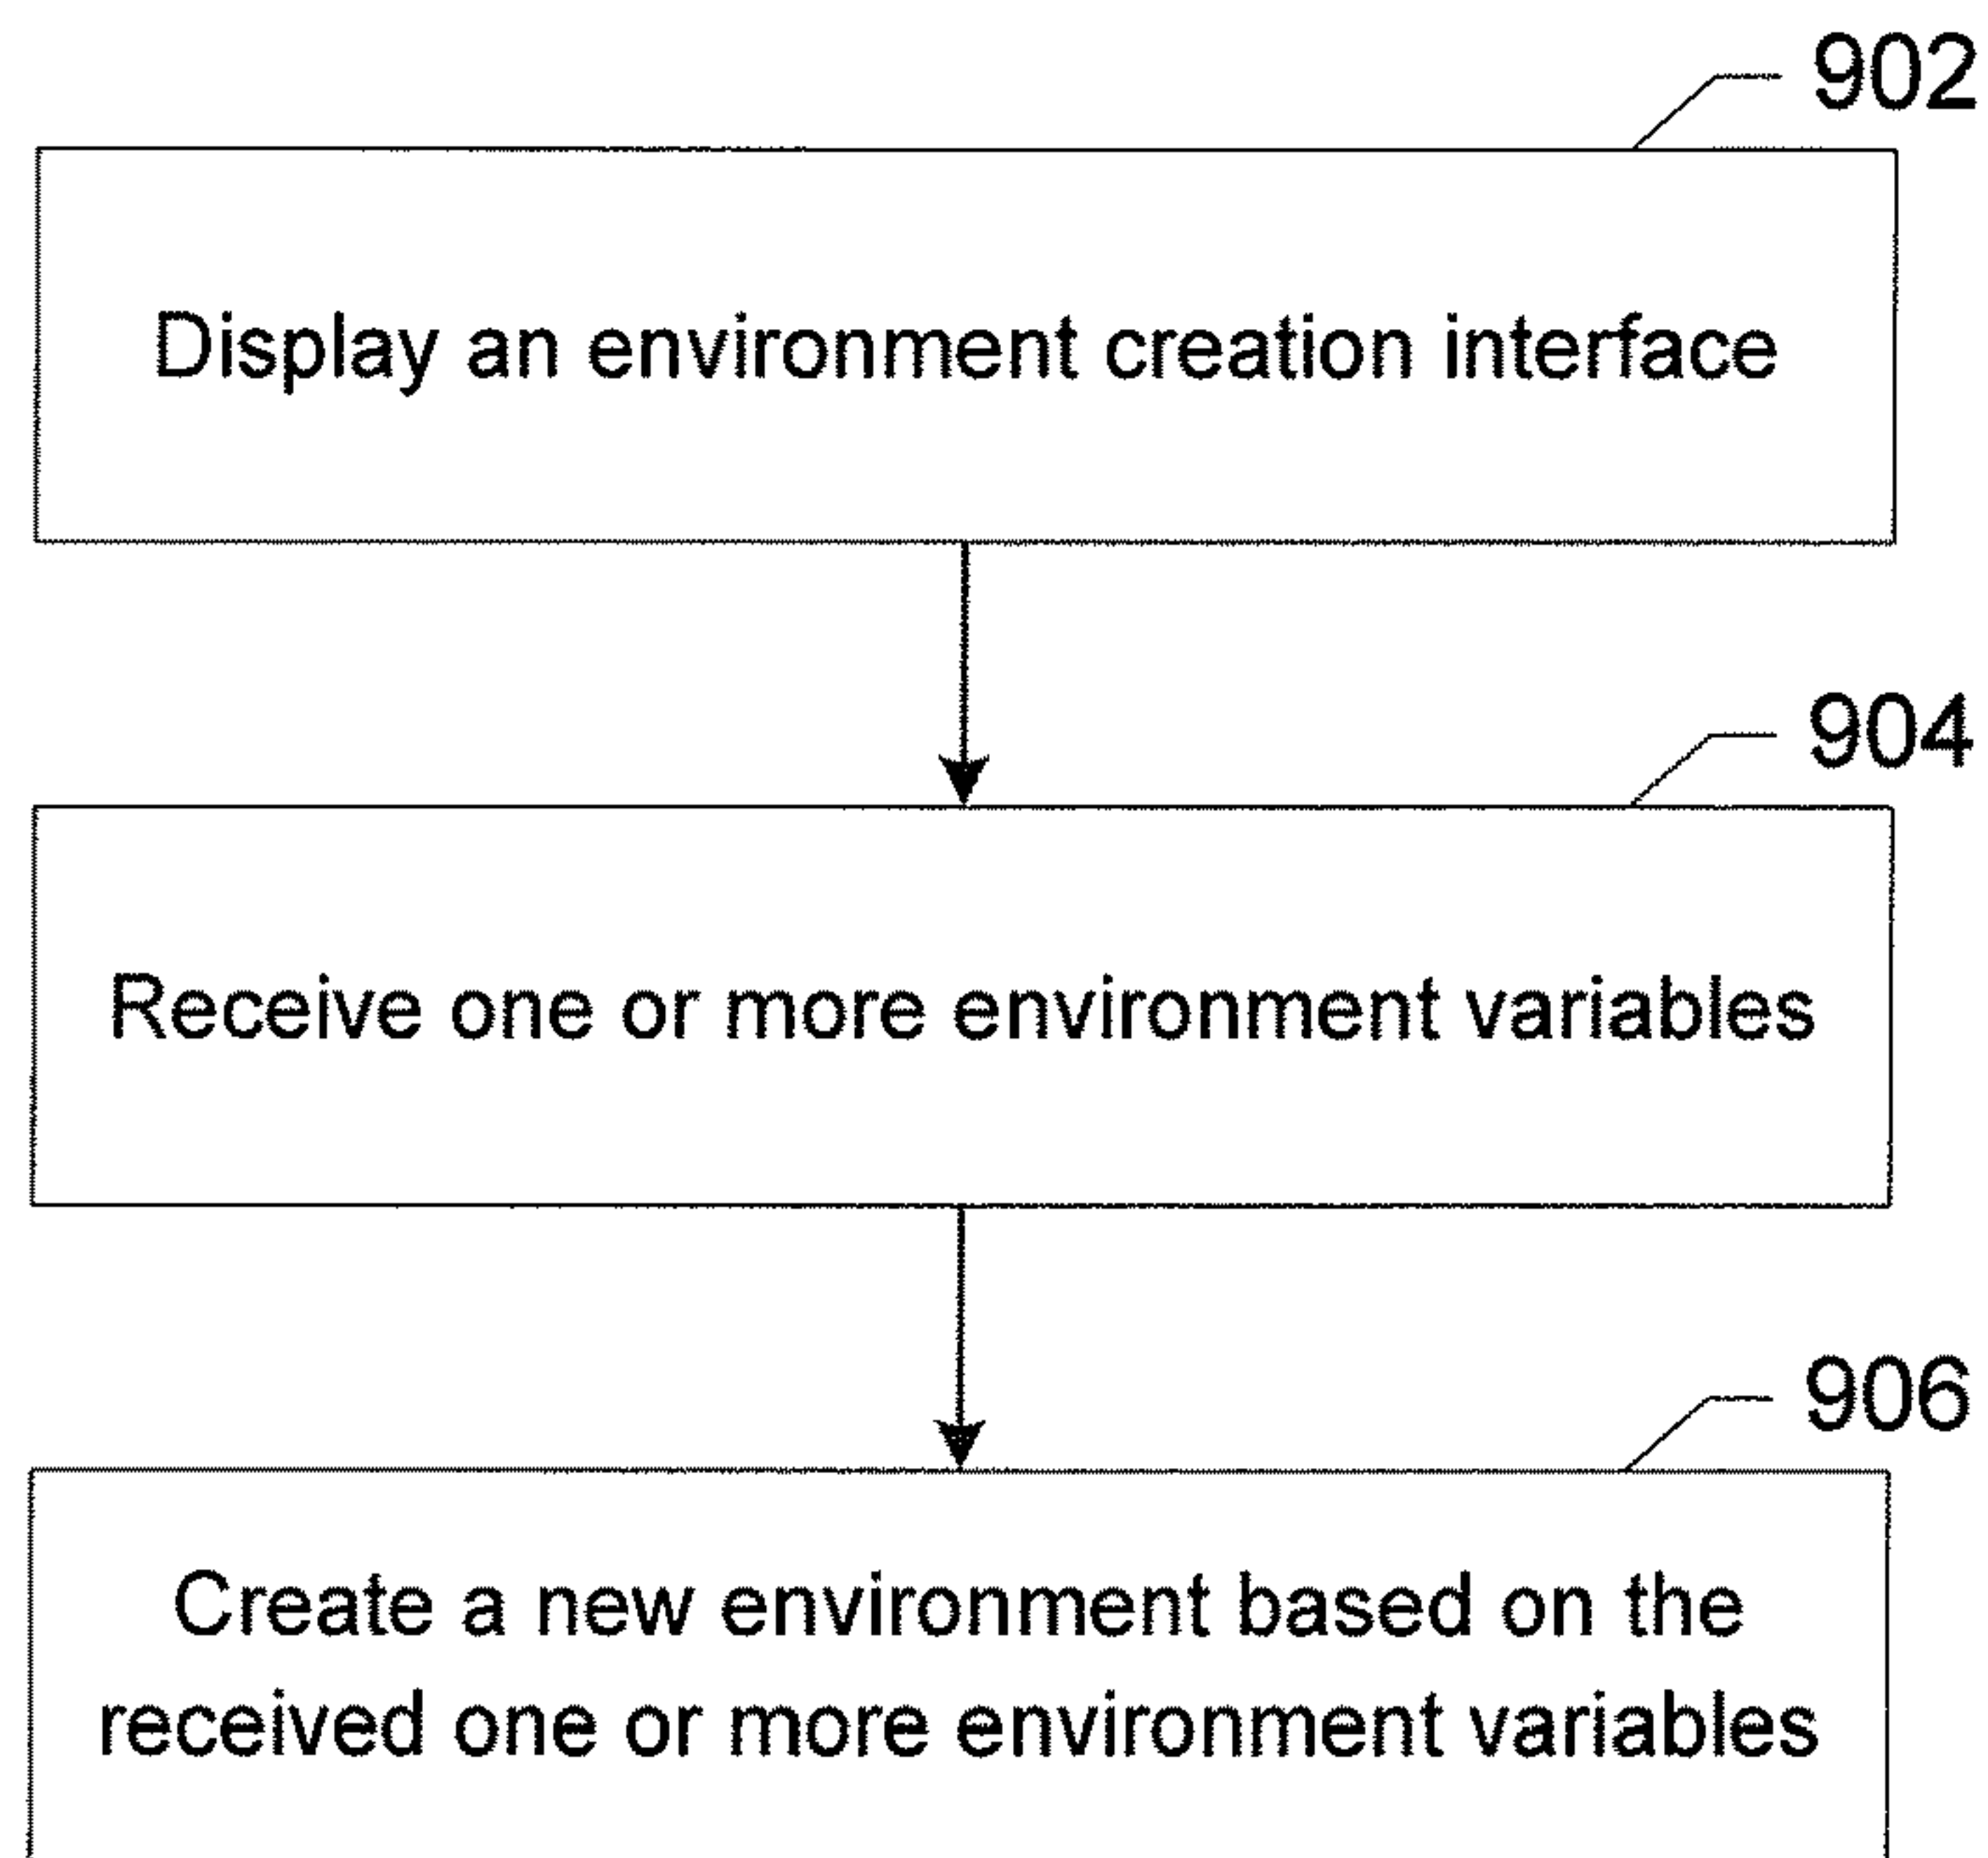 902
Display an environment creation interface
904
Receive one or more environment variables
906
Create a new environment based on the
received one or more environment variables